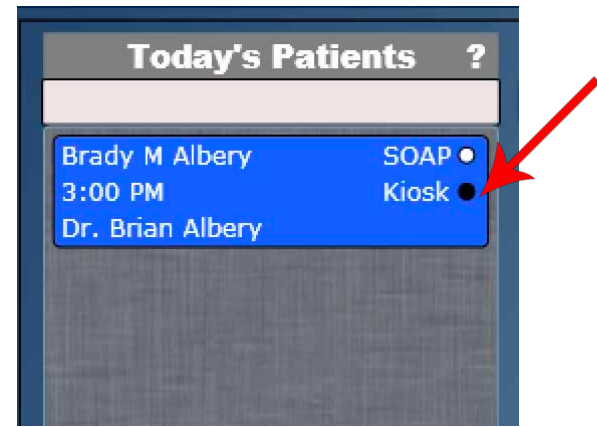 Today's Patients ?
Brady M Albery SOAP
3:00 PM Kiosk
Dr. Brian Albery